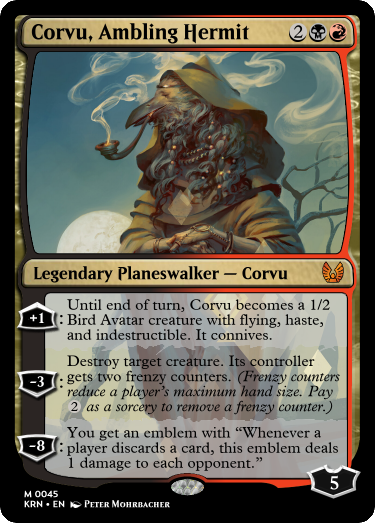 Corvu, Ambling Hermit 2
Legendary Planeswalker — Corvu
+1: Until end of turn, Corvu becomes a 1/2
Bird Avatar creature with flying, haste,
and indestructible. It connives.
-3: Destroy target creature. Its controller
gets two frenzy counters. (Frenzy counters
reduce a player's maximum hand size. Pay
2 as a sorcery to remove a frenzy counter.)
-8: You get an emblem with “Whenever a
player discards a card, this emblem deals
1 damage to each opponent.”
5
M 0045
KRN • EN Peter Mohrbacher